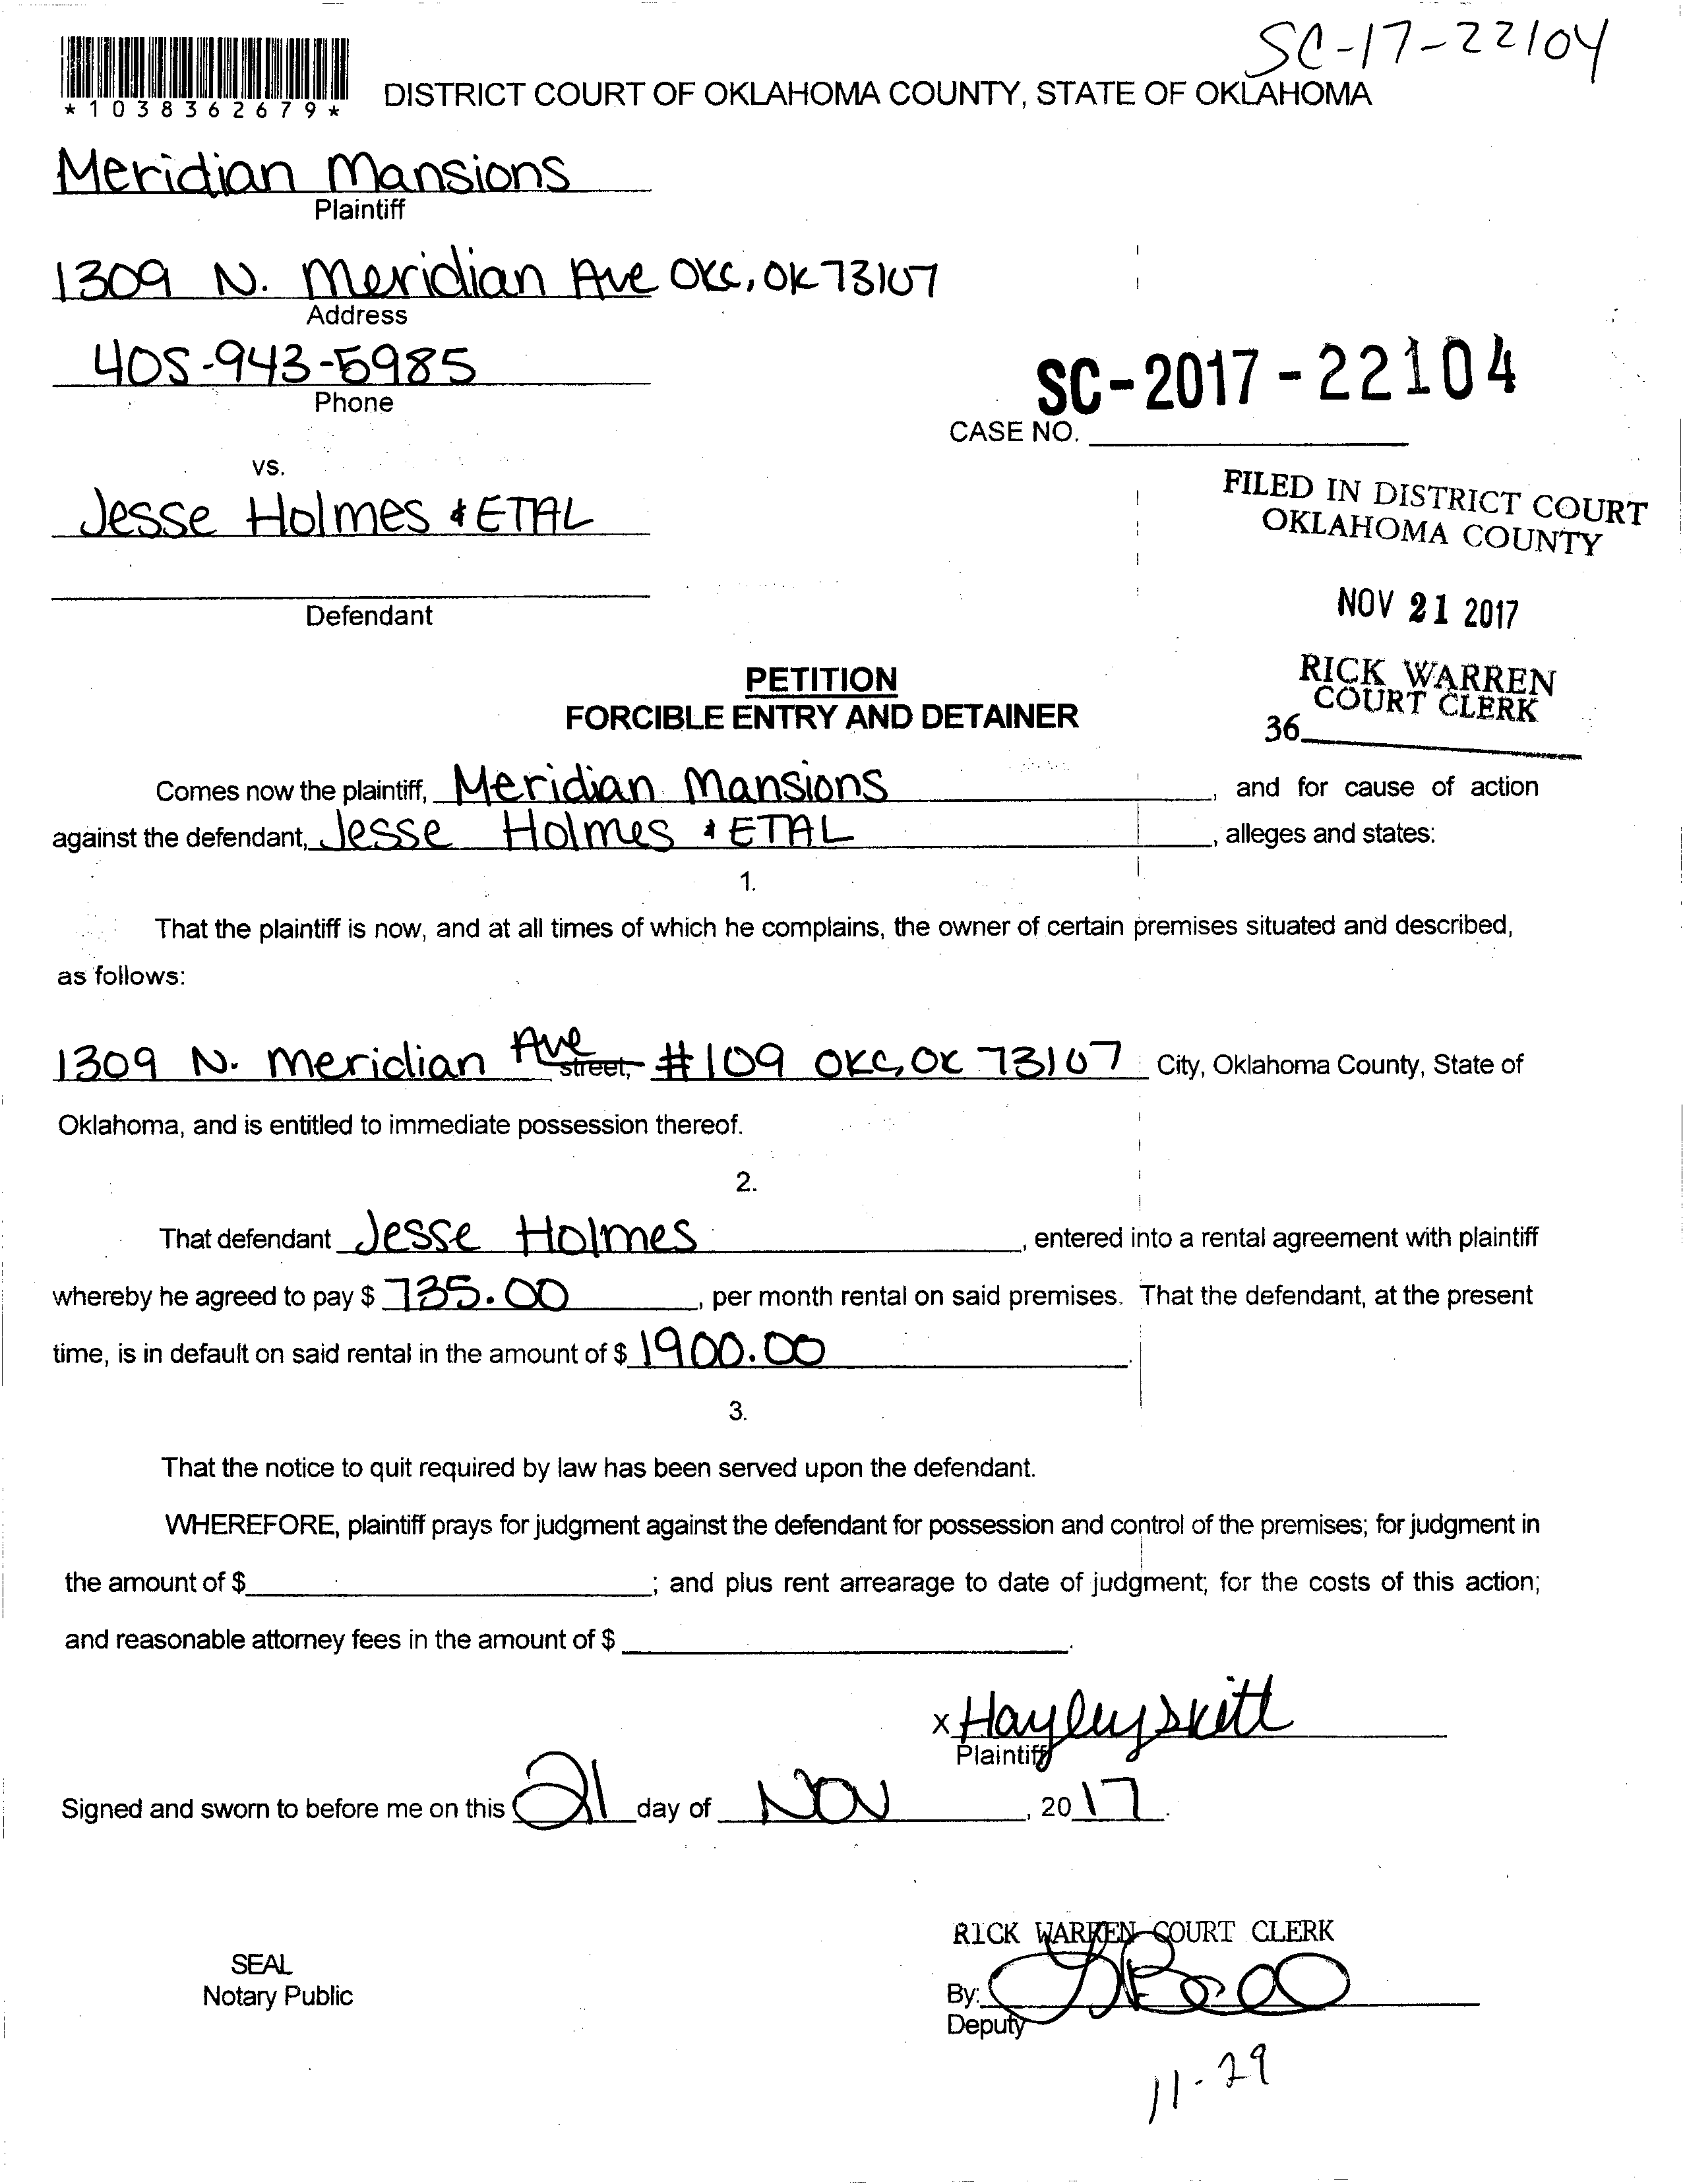 SC-17-22104
*1038362679*
DISTRICT COURT OF OKLAHOMA COUNTY, STATE OF OKLAHOMA
Meridian Mansions
Plaintiff
1309 N. Meridian Ave OKC, OK 73107
Address
405-943-5985
Phone
SC-2017-22104
CASE NO.
vs.
Jesse Holmes & ETAL
Defendant
FILED IN DISTRICT COURT
OKLAHOMA COUNTY
NOV 21 2017
RICK WARREN
COURT CLERK
36
PETITION
FORCIBLE ENTRY AND DETAINER
Comes now the plaintiff, Meridian Mansions, and for cause of action
against the defendant, Jesse Holmes & ETAL, alleges and states:
1.
That the plaintiff is now, and at all times of which he complains, the owner of certain premises situated and described,
as follows:
1309 N. Meridian Ave street, #109 OKC, OK 73107 City, Oklahoma County, State of
Oklahoma, and is entitled to immediate possession thereof.
2.
That defendant Jesse Holmes, entered into a rental agreement with plaintiff
whereby he agreed to pay $ 735.00, per month rental on said premises. That the defendant, at the present
time, is in default on said rental in the amount of $ 1900.00.
3.
That the notice to quit required by law has been served upon the defendant.
WHEREFORE, plaintiff prays for judgment against the defendant for possession and control of the premises; for judgment in
the amount of $; and plus rent arrearage to date of judgment; for the costs of this action;
and reasonable attorney fees in the amount of $.
x Hayley
Plaintiff
Signed and sworn to before me on this 21 day of NOV, 2017.
RICK WARREN COURT CLERK
SEAL
Notary Public
By:
Deputy
11-29